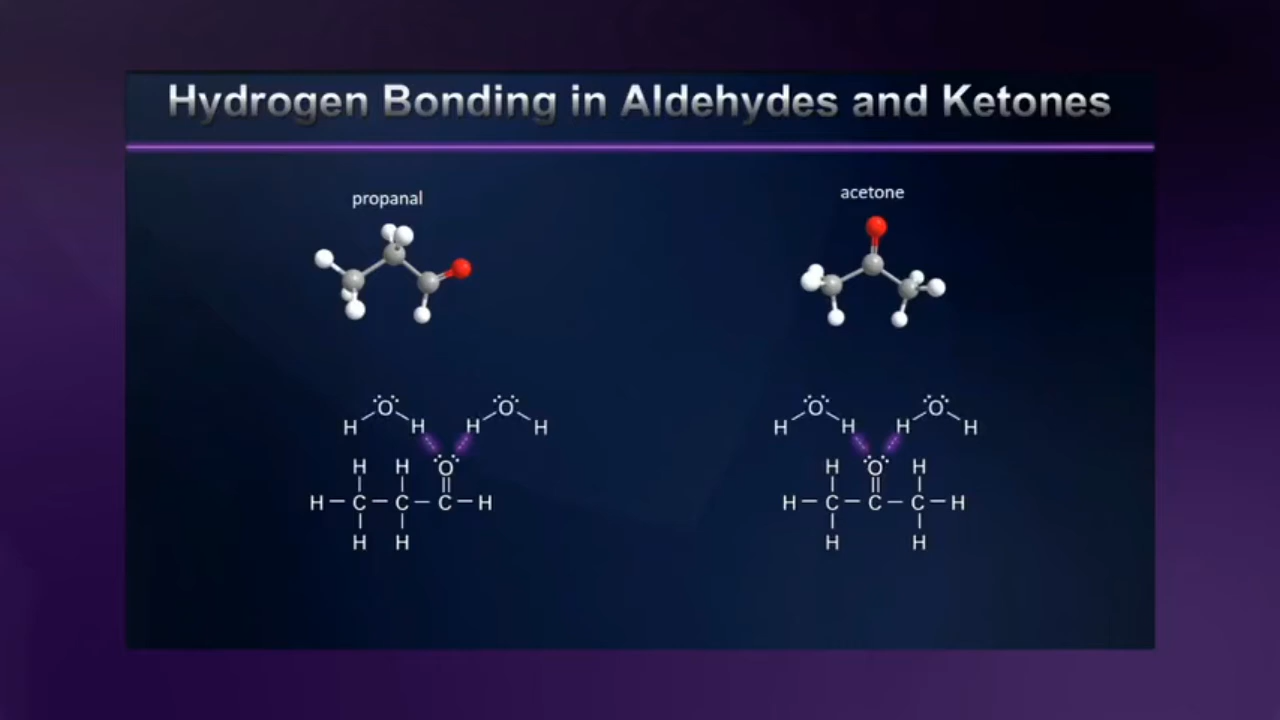 Hydrogen Bonding in Aldehydes and Ketones
propanal
acetone
O O O O
H H H H H H H H
H H O H O H
H C C C H H C C C H
H H H H